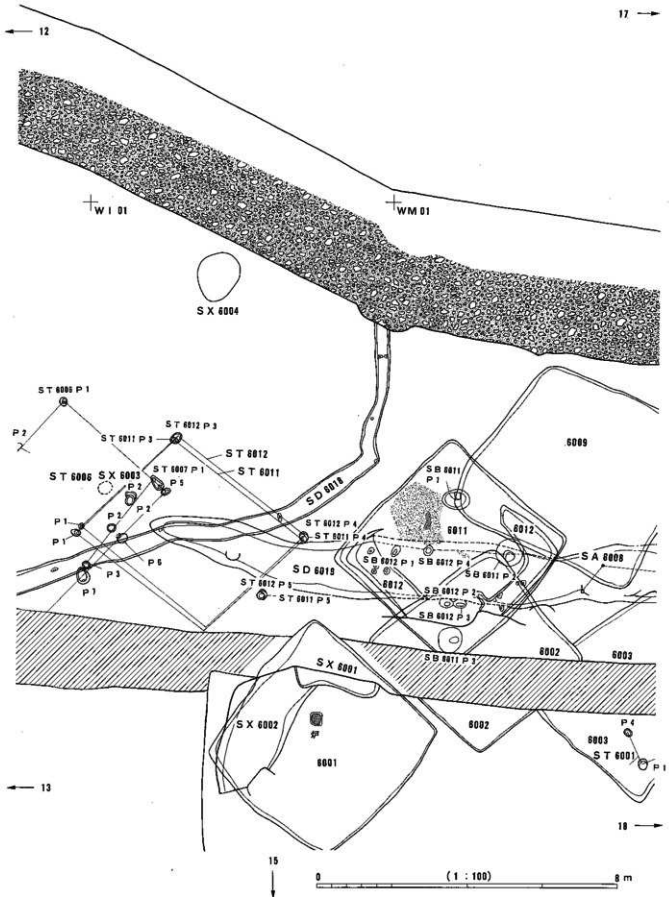 12
17
W I 01
WM 01
SX 6004
ST 6006 P 1
P 2
ST 6012 P 3
ST 6011 P 3
ST 6012
ST 6011
ST 6007 P 1
ST 6006
SX 6003
P 2
P 5
P 1
P 1
P 2
P 2
P 6
P 3
P 7
SD 6018
ST 6012 P 4
ST 6011 P 4
SD 6019
ST 6012 P 5
ST 6011 P 5
6009
SB 6011
6011
6012
SA 6008
6012
SB 6012 P 1
SB 6012 P 4
SB 6011 P 2
SB 6012 P 2
SB 6012 P 3
SB 6011 P 3
6002
6003
SX 6001
SX 6002
6001
6002
6003
P 4
ST 6001
P 1
13
18
15
(1 : 100)
0
8 m